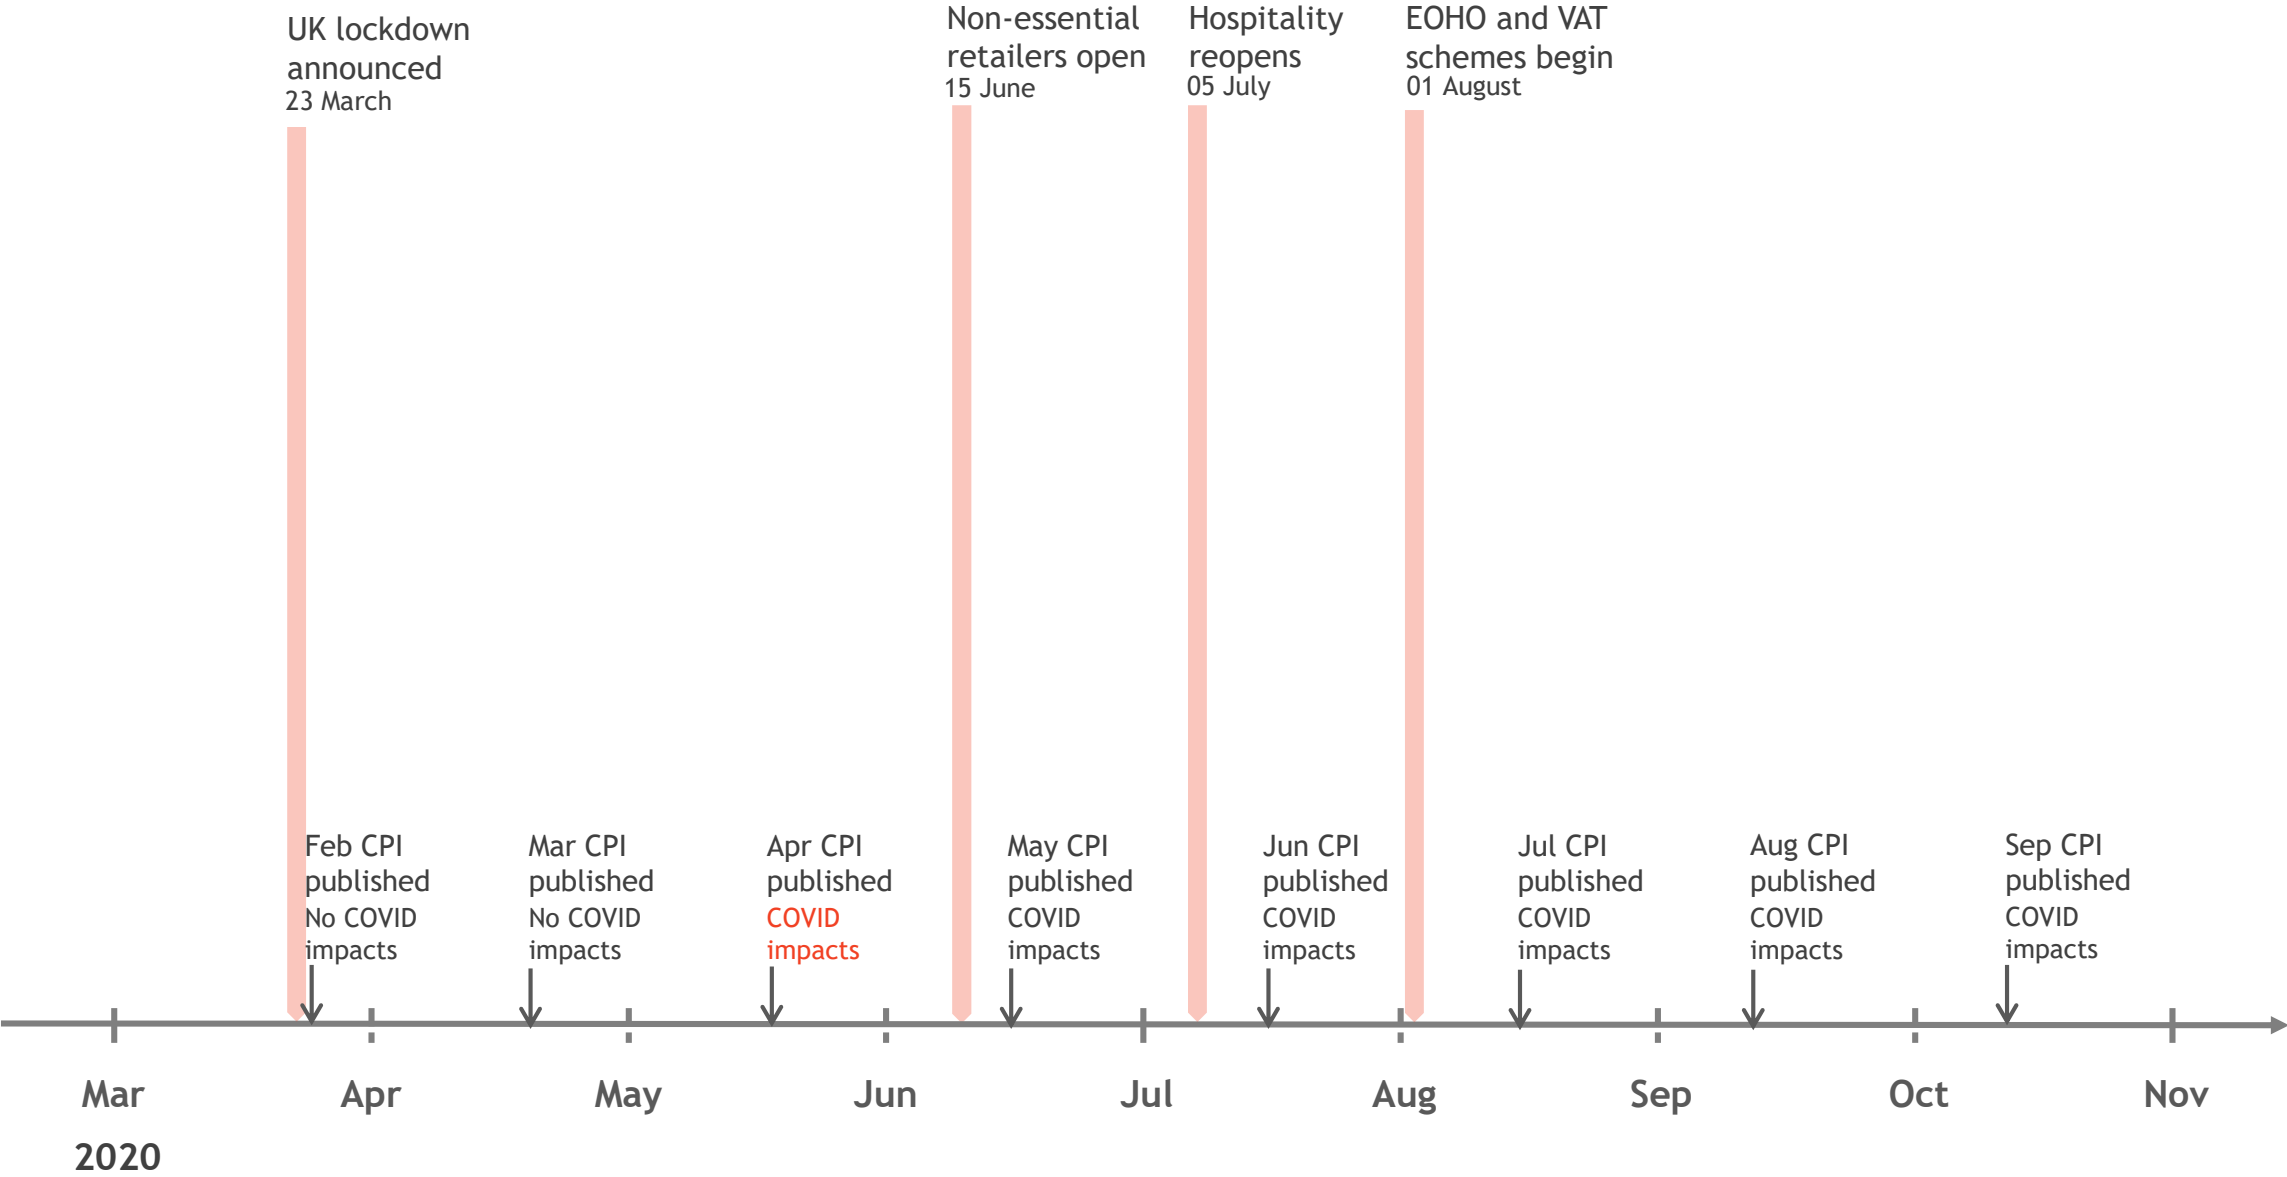 UK lockdown
announced
23 March
Non-essential
retailers open
15 June
Hospitality
reopens
05 July
EOHO and VAT
schemes begin
01 August
Feb CPI
published
No COVID
impacts
Mar CPI
published
No COVID
impacts
Apr CPI
published
COVID
impacts
May CPI
published
COVID
impacts
Jun CPI
published
COVID
impacts
Jul CPI
published
COVID
impacts
Aug CPI
published
COVID
impacts
Sep CPI
published
COVID
impacts
Mar
Apr
May
Jun
Jul
Aug
Sep
Oct
Nov
2020